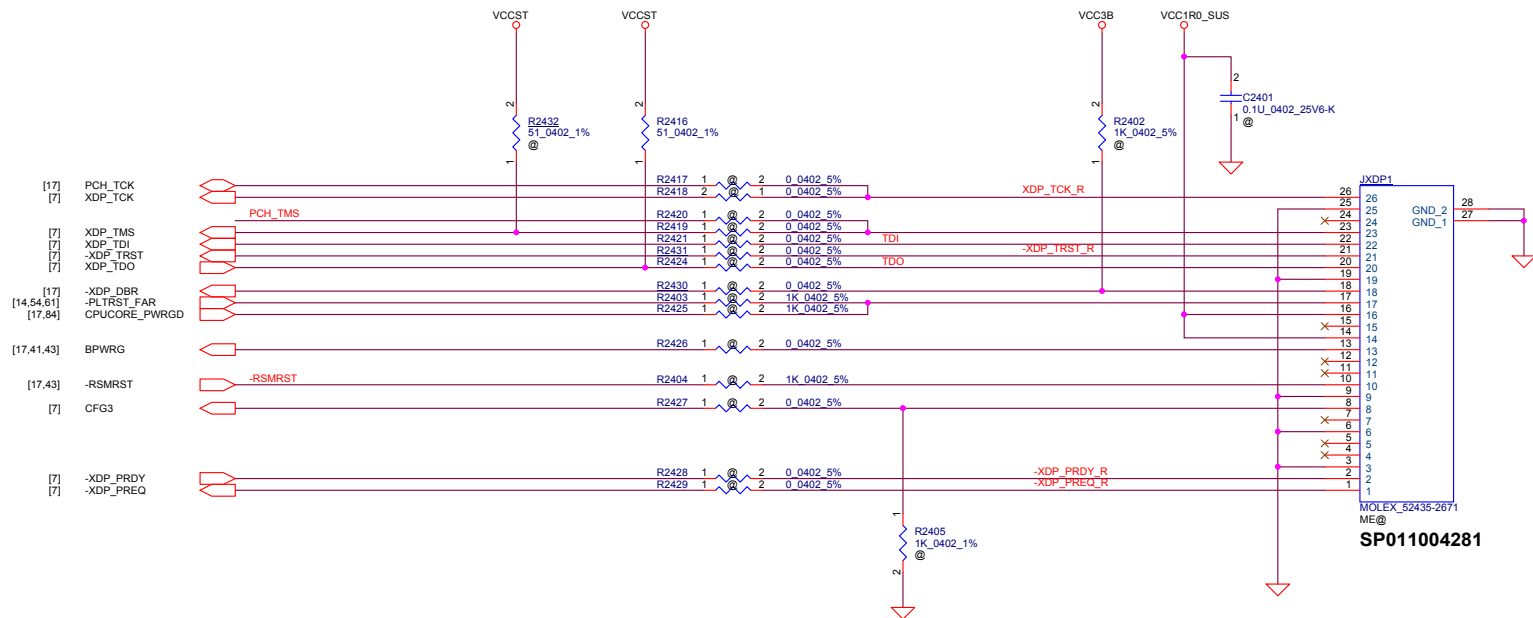 VCCST VCCST VCC3B VCC1R0_SUS
2
C2401
0.1U_0402_25V6-K
1 @
2 R2432
51_0402_1%
@
1
2 R2416
51_0402_1%
1
2 R2402
1K_0402_5%
@
1
[17] PCH_TCK R2417 1 @ 2 0_0402_5%
[7] XDP_TCK R2418 2 @ 1 0_0402_5% XDP_TCK_R
PCH_TMS R2420 1 @ 2 0_0402_5%
[7] XDP_TMS R2419 1 @ 2 0_0402_5%
[7] XDP_TDI R2421 1 @ 2 0_0402_5% TDI
[7] -XDP_TRST R2431 1 @ 2 0_0402_5% -XDP_TRST_R
[7] XDP_TDO R2424 1 @ 2 0_0402_5% TDO
[17] -XDP_DBR R2430 1 @ 2 0_0402_5%
[14,54,61] -PLTRST_FAR R2403 1 @ 2 1K_0402_5%
[17,84] CPUCORE_PWRGD R2425 1 @ 2 1K_0402_5%
[17,41,43] BPWRG R2426 1 @ 2 0_0402_5%
[17,43] -RSMRST -RSMRST R2404 1 @ 2 1K_0402_5%
[7] CFG3 R2427 1 @ 2 0_0402_5%
[7] -XDP_PRDY R2428 1 @ 2 0_0402_5% -XDP_PRDY_R
[7] -XDP_PREQ R2429 1 @ 2 0_0402_5% -XDP_PREQ_R
1
R2405
1K_0402_1%
@
2
JXDP1
26 26
25 25 GND_2 28
24 24 GND_1 27
23 23
22 22
21 21
20 20
19 19
18 18
17 17
16 16
15 15
14 14
13 13
12 12
11 11
10 10
9 9
8 8
7 7
6 6
5 5
4 4
3 3
2 2
1 1
MOLEX_52435-2671
ME@
SP011004281